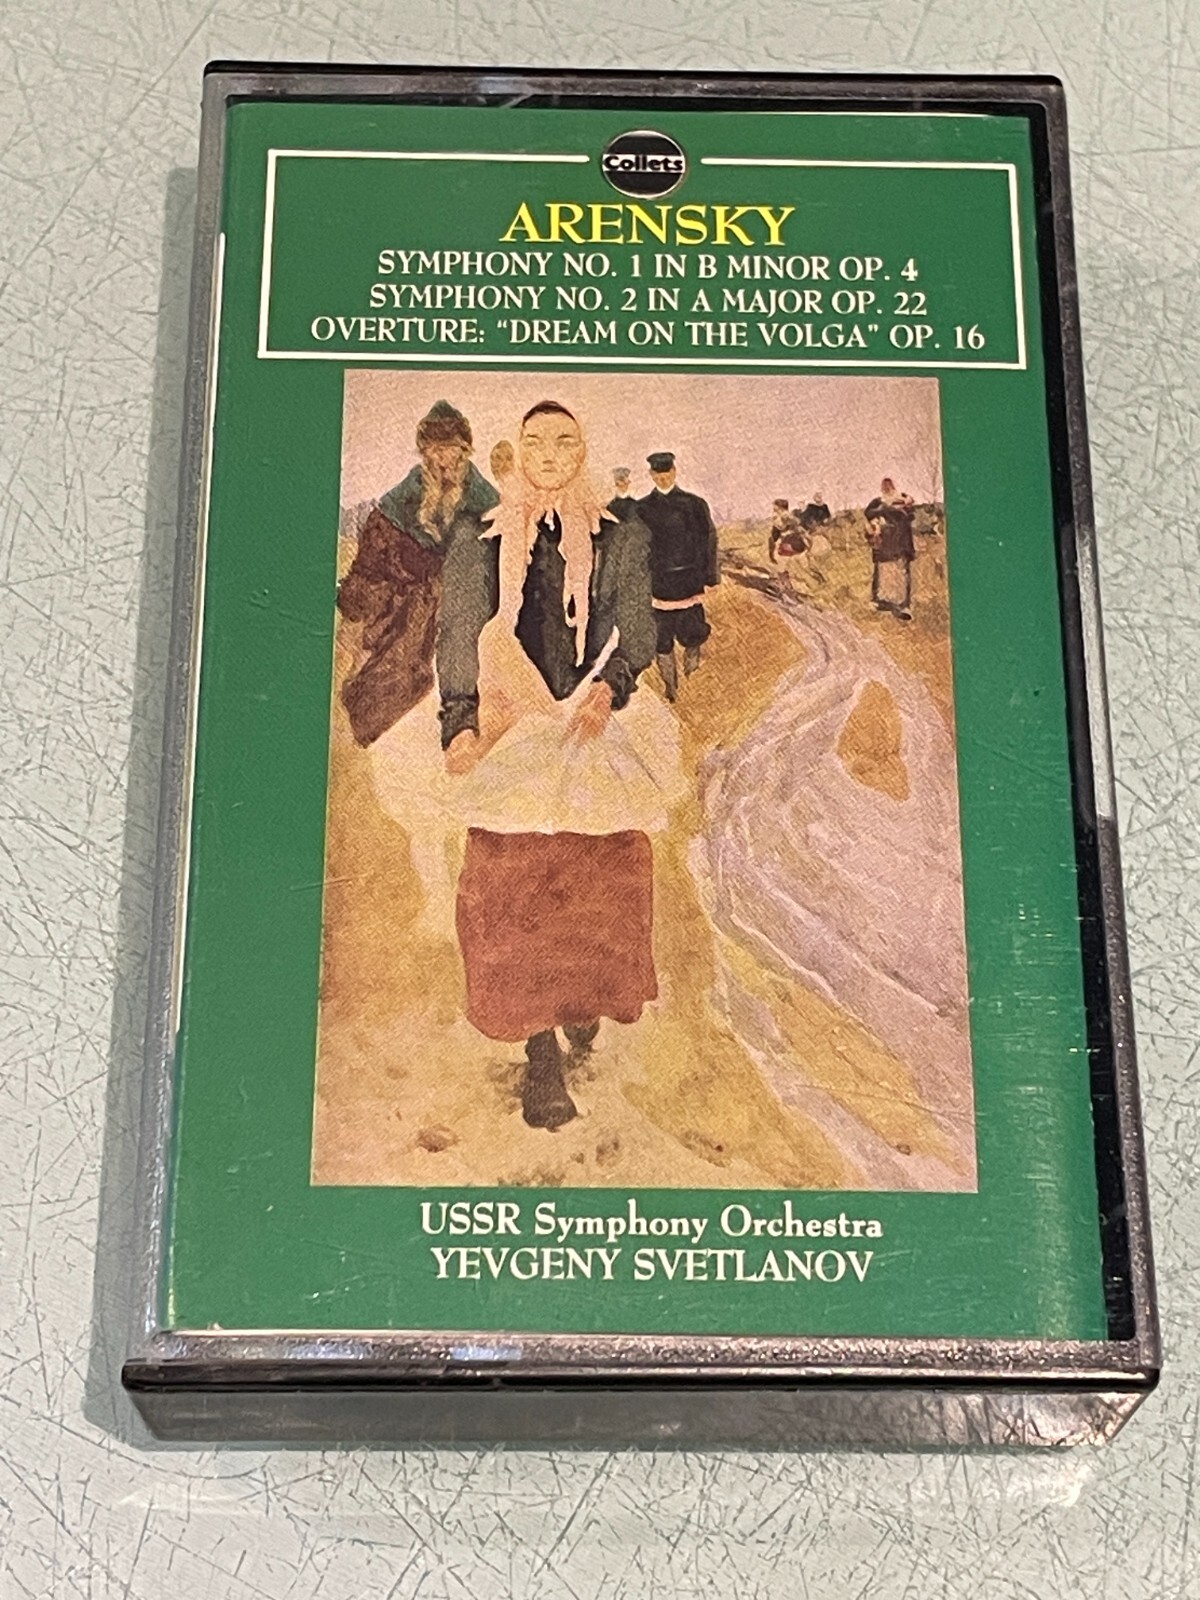 Collets
ARENSKY
SYMPHONY NO. 1 IN B MINOR OP. 4
SYMPHONY NO. 2 IN A MAJOR OP. 22
OVERTURE: “DREAM ON THE VOLGA” OP. 16
USSR Symphony Orchestra
YEVGENY SVETLANOV